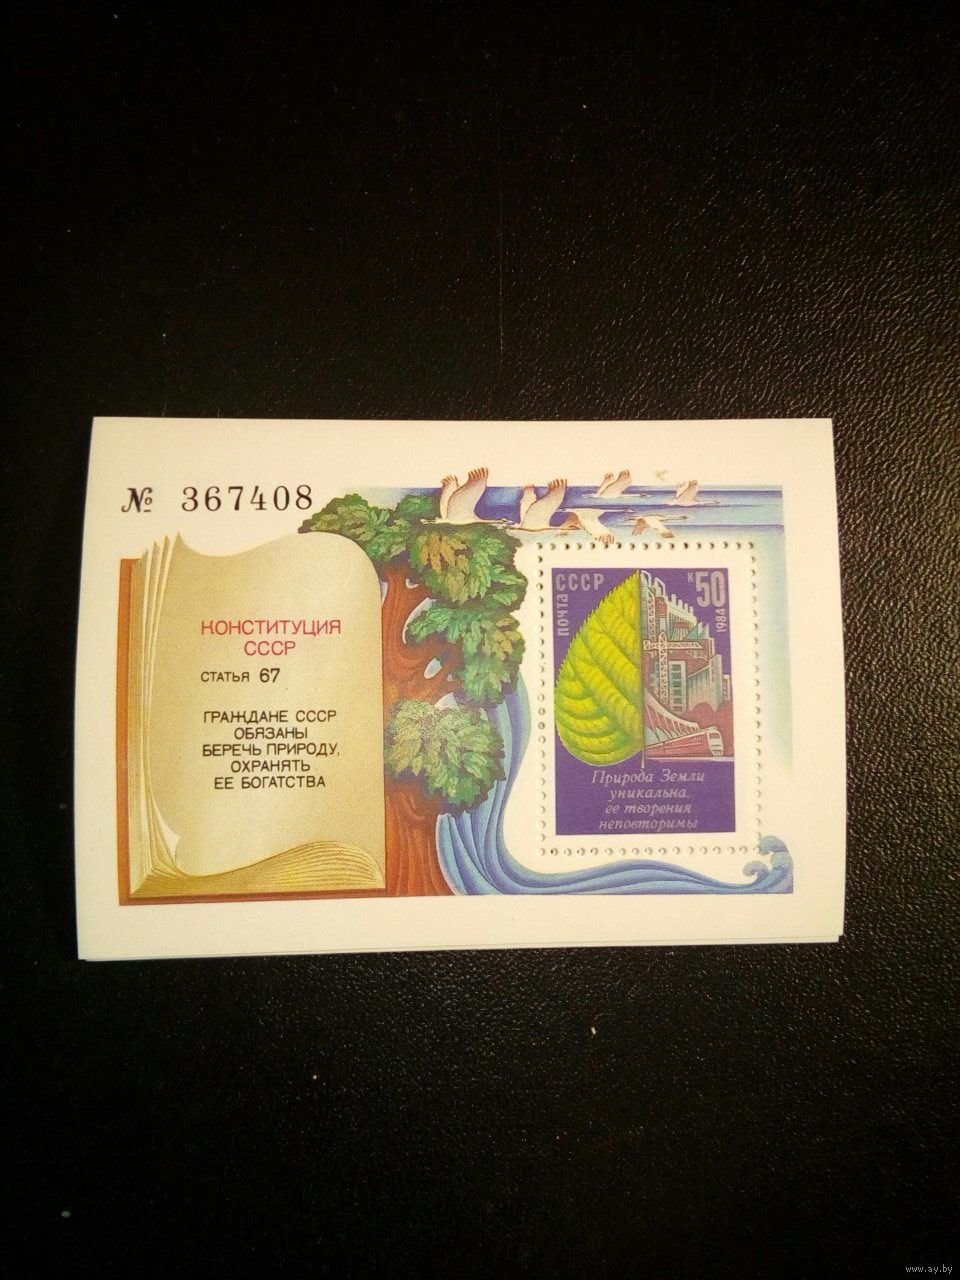 № 367408
КОНСТИТУЦИЯ
СССР
СТАТЬЯ 67
ГРАЖДАНЕ СССР
ОБЯЗАНЫ
БЕРЕЧЬ ПРИРОДУ,
ОХРАНЯТЬ
ЕЕ БОГАТСТВА
ПОЧТА СССР
К 50
1984
Природа Земли
уникальна,
ее творения
неповторимы
www.ay.by